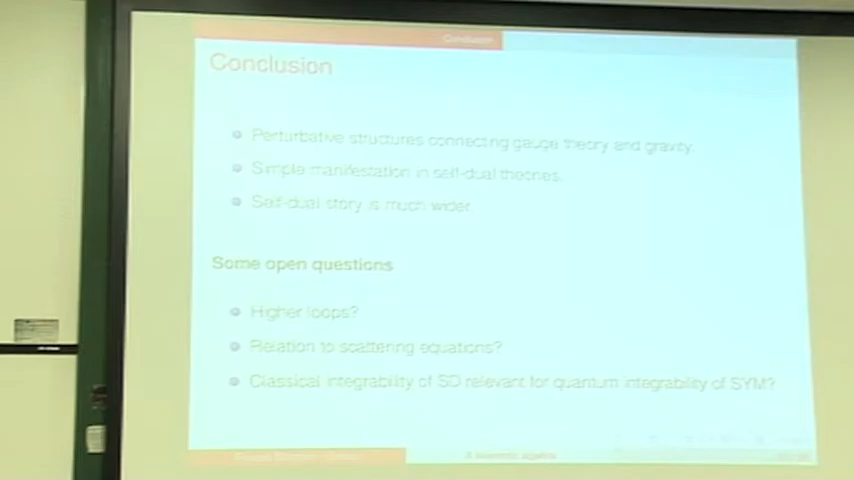 Conclusion
Conclusion
Perturbative structures connecting gauge theory and gravity.
Simple manifestation in self-dual theories.
Self-dual story is much wider.
Some open questions
Higher loops?
Relation to scattering equations?
Classical integrability of SD relevant for quantum integrability of SYM?